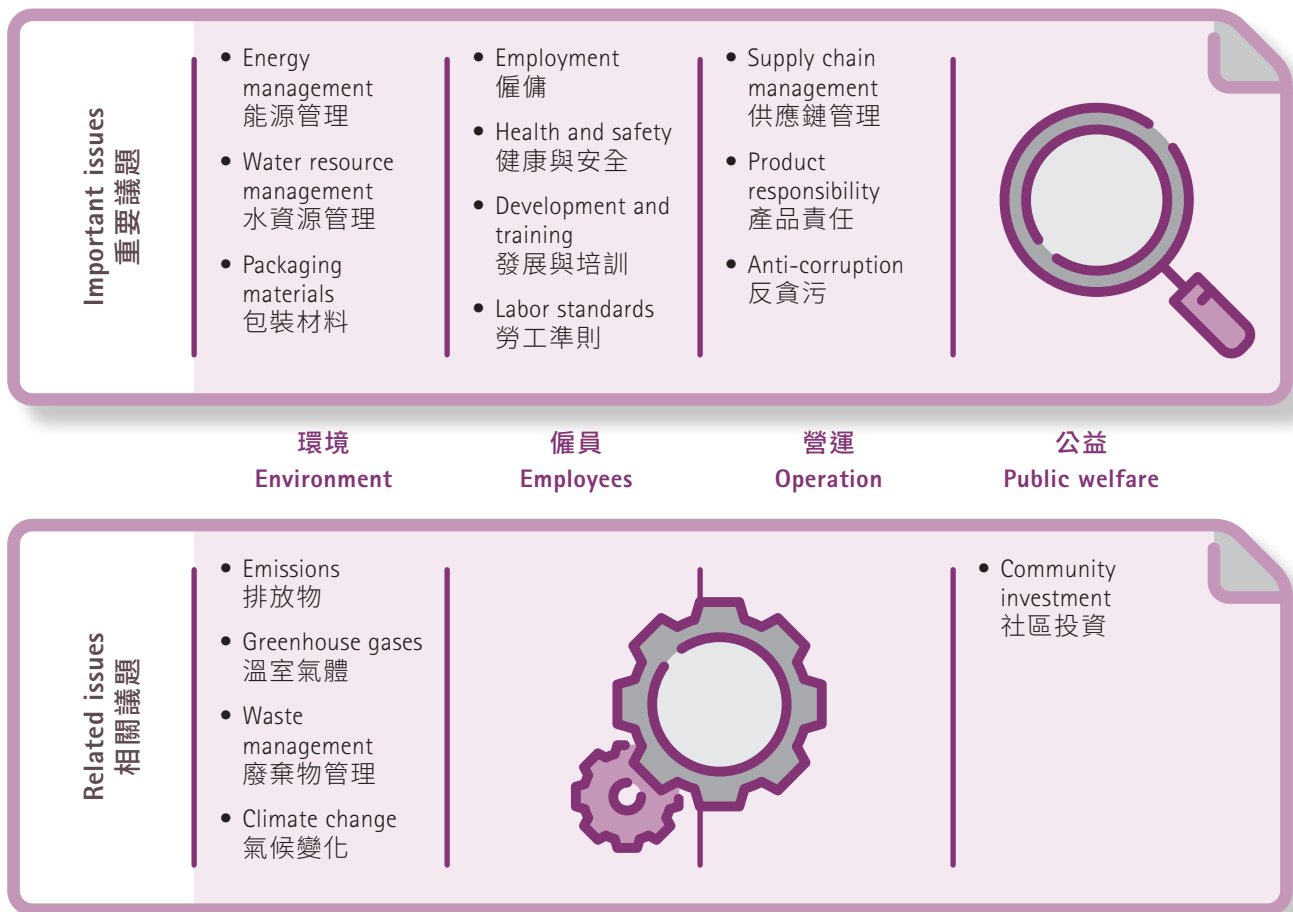 Important issues
重要議題
• Energy
management
能源管理
• Water resource
management
水資源管理
• Packaging
materials
包裝材料
• Employment
僱傭
• Health and safety
健康與安全
• Development and
training
發展與培訓
• Labor standards
勞工準則
• Supply chain
management
供應鏈管理
• Product
responsibility
產品責任
• Anti-corruption
反貪污
環境
Environment
僱員
Employees
營運
Operation
公益
Public welfare
Related issues
相關議題
• Emissions
排放物
• Greenhouse gases
溫室氣體
• Waste
management
廢棄物管理
• Climate change
氣候變化
• Community
investment
社區投資